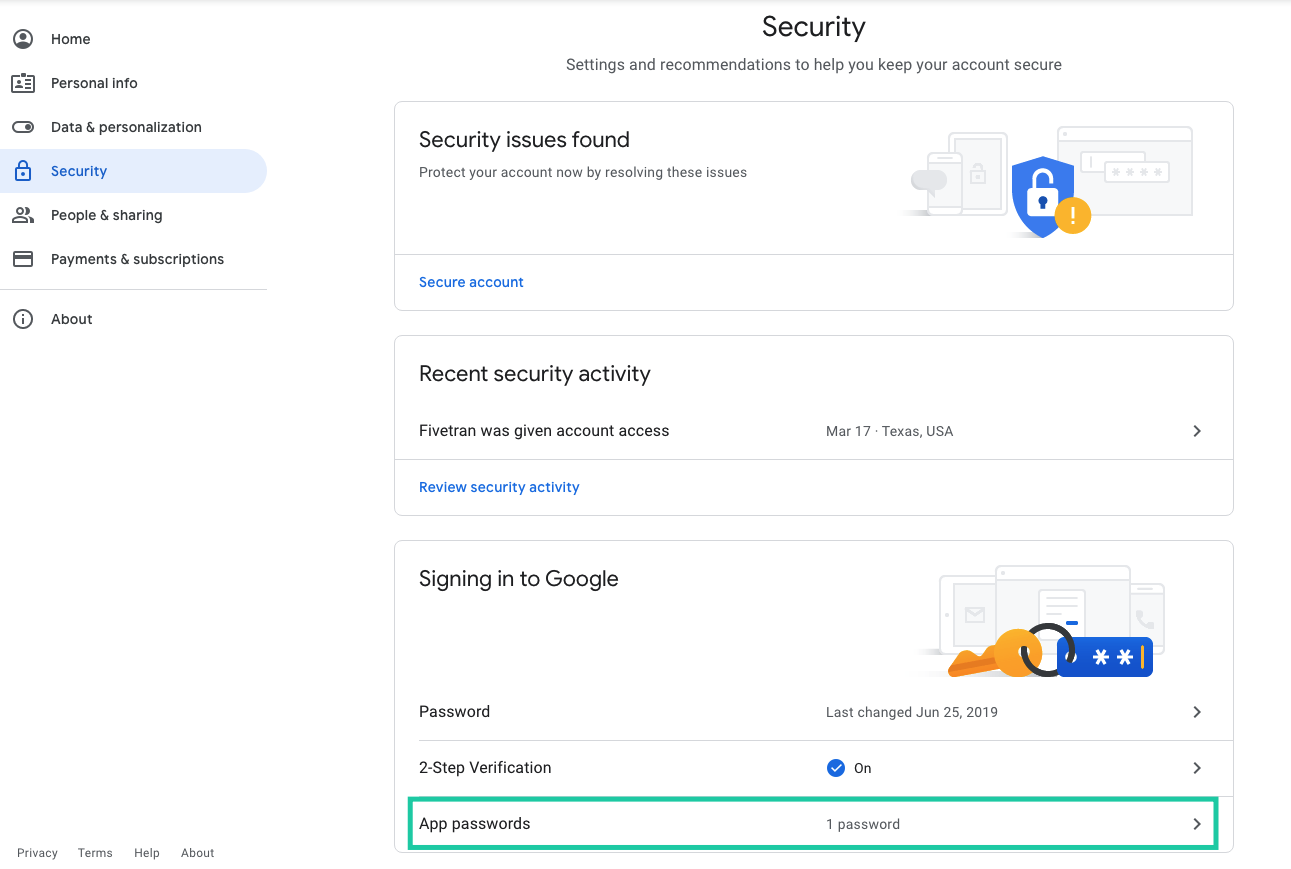 Home
Personal info
Data & personalization
Security
People & sharing
Payments & subscriptions
About
Privacy Terms Help About
Security
Settings and recommendations to help you keep your account secure
Security issues found
Protect your account now by resolving these issues
Secure account
Recent security activity
Fivetran was given account access Mar 17 · Texas, USA
Review security activity
Signing in to Google
Password Last changed Jun 25, 2019
2-Step Verification On
App passwords 1 password